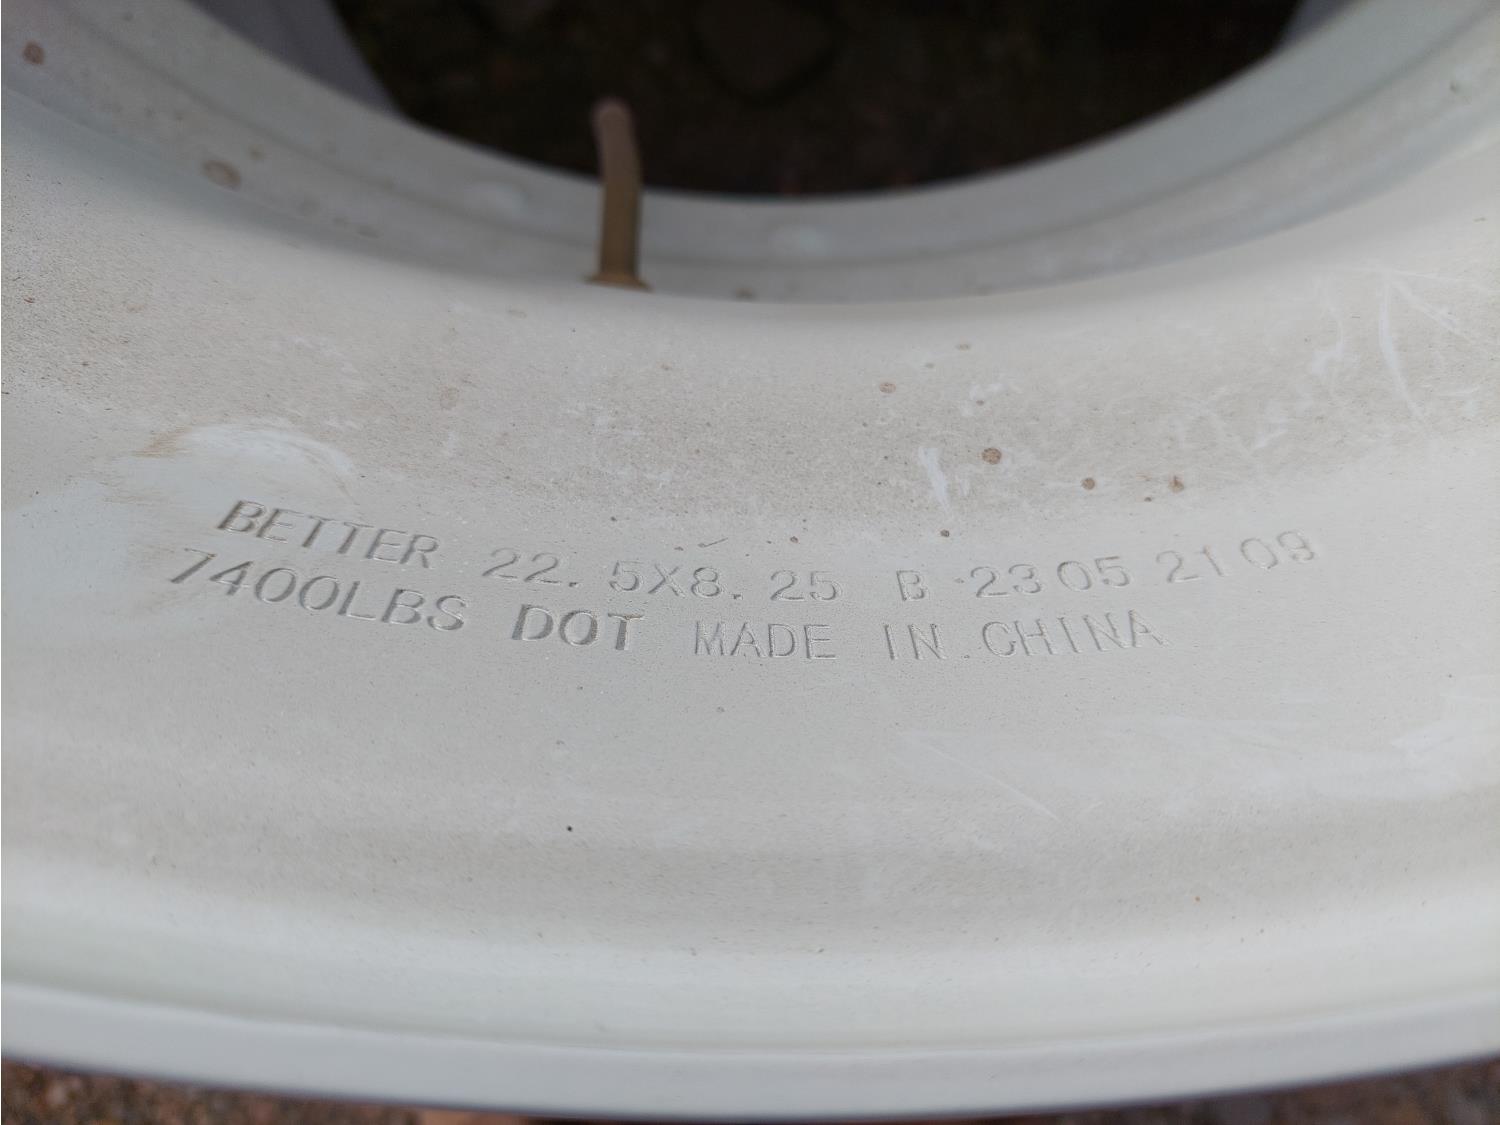 BETTER 22.5X8.25 B 2305 2109
7400LBS DOT MADE IN CHINA